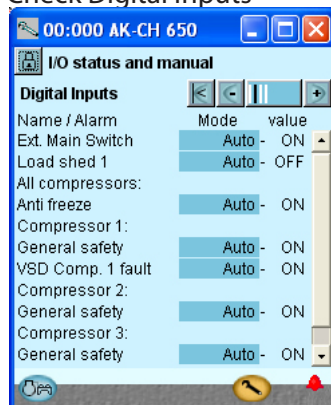 Check Digital Inputs
00:000 AK-CH 650
I/O status and manual
Digital Inputs
Name / Alarm Mode value
Ext. Main Switch Auto - ON
Load shed 1 Auto - OFF
All compressors:
Anti freeze Auto - ON
Compressor 1:
General safety Auto - ON
VSD Comp. 1 fault Auto - ON
Compressor 2:
General safety Auto - ON
Compressor 3:
General safety Auto - ON